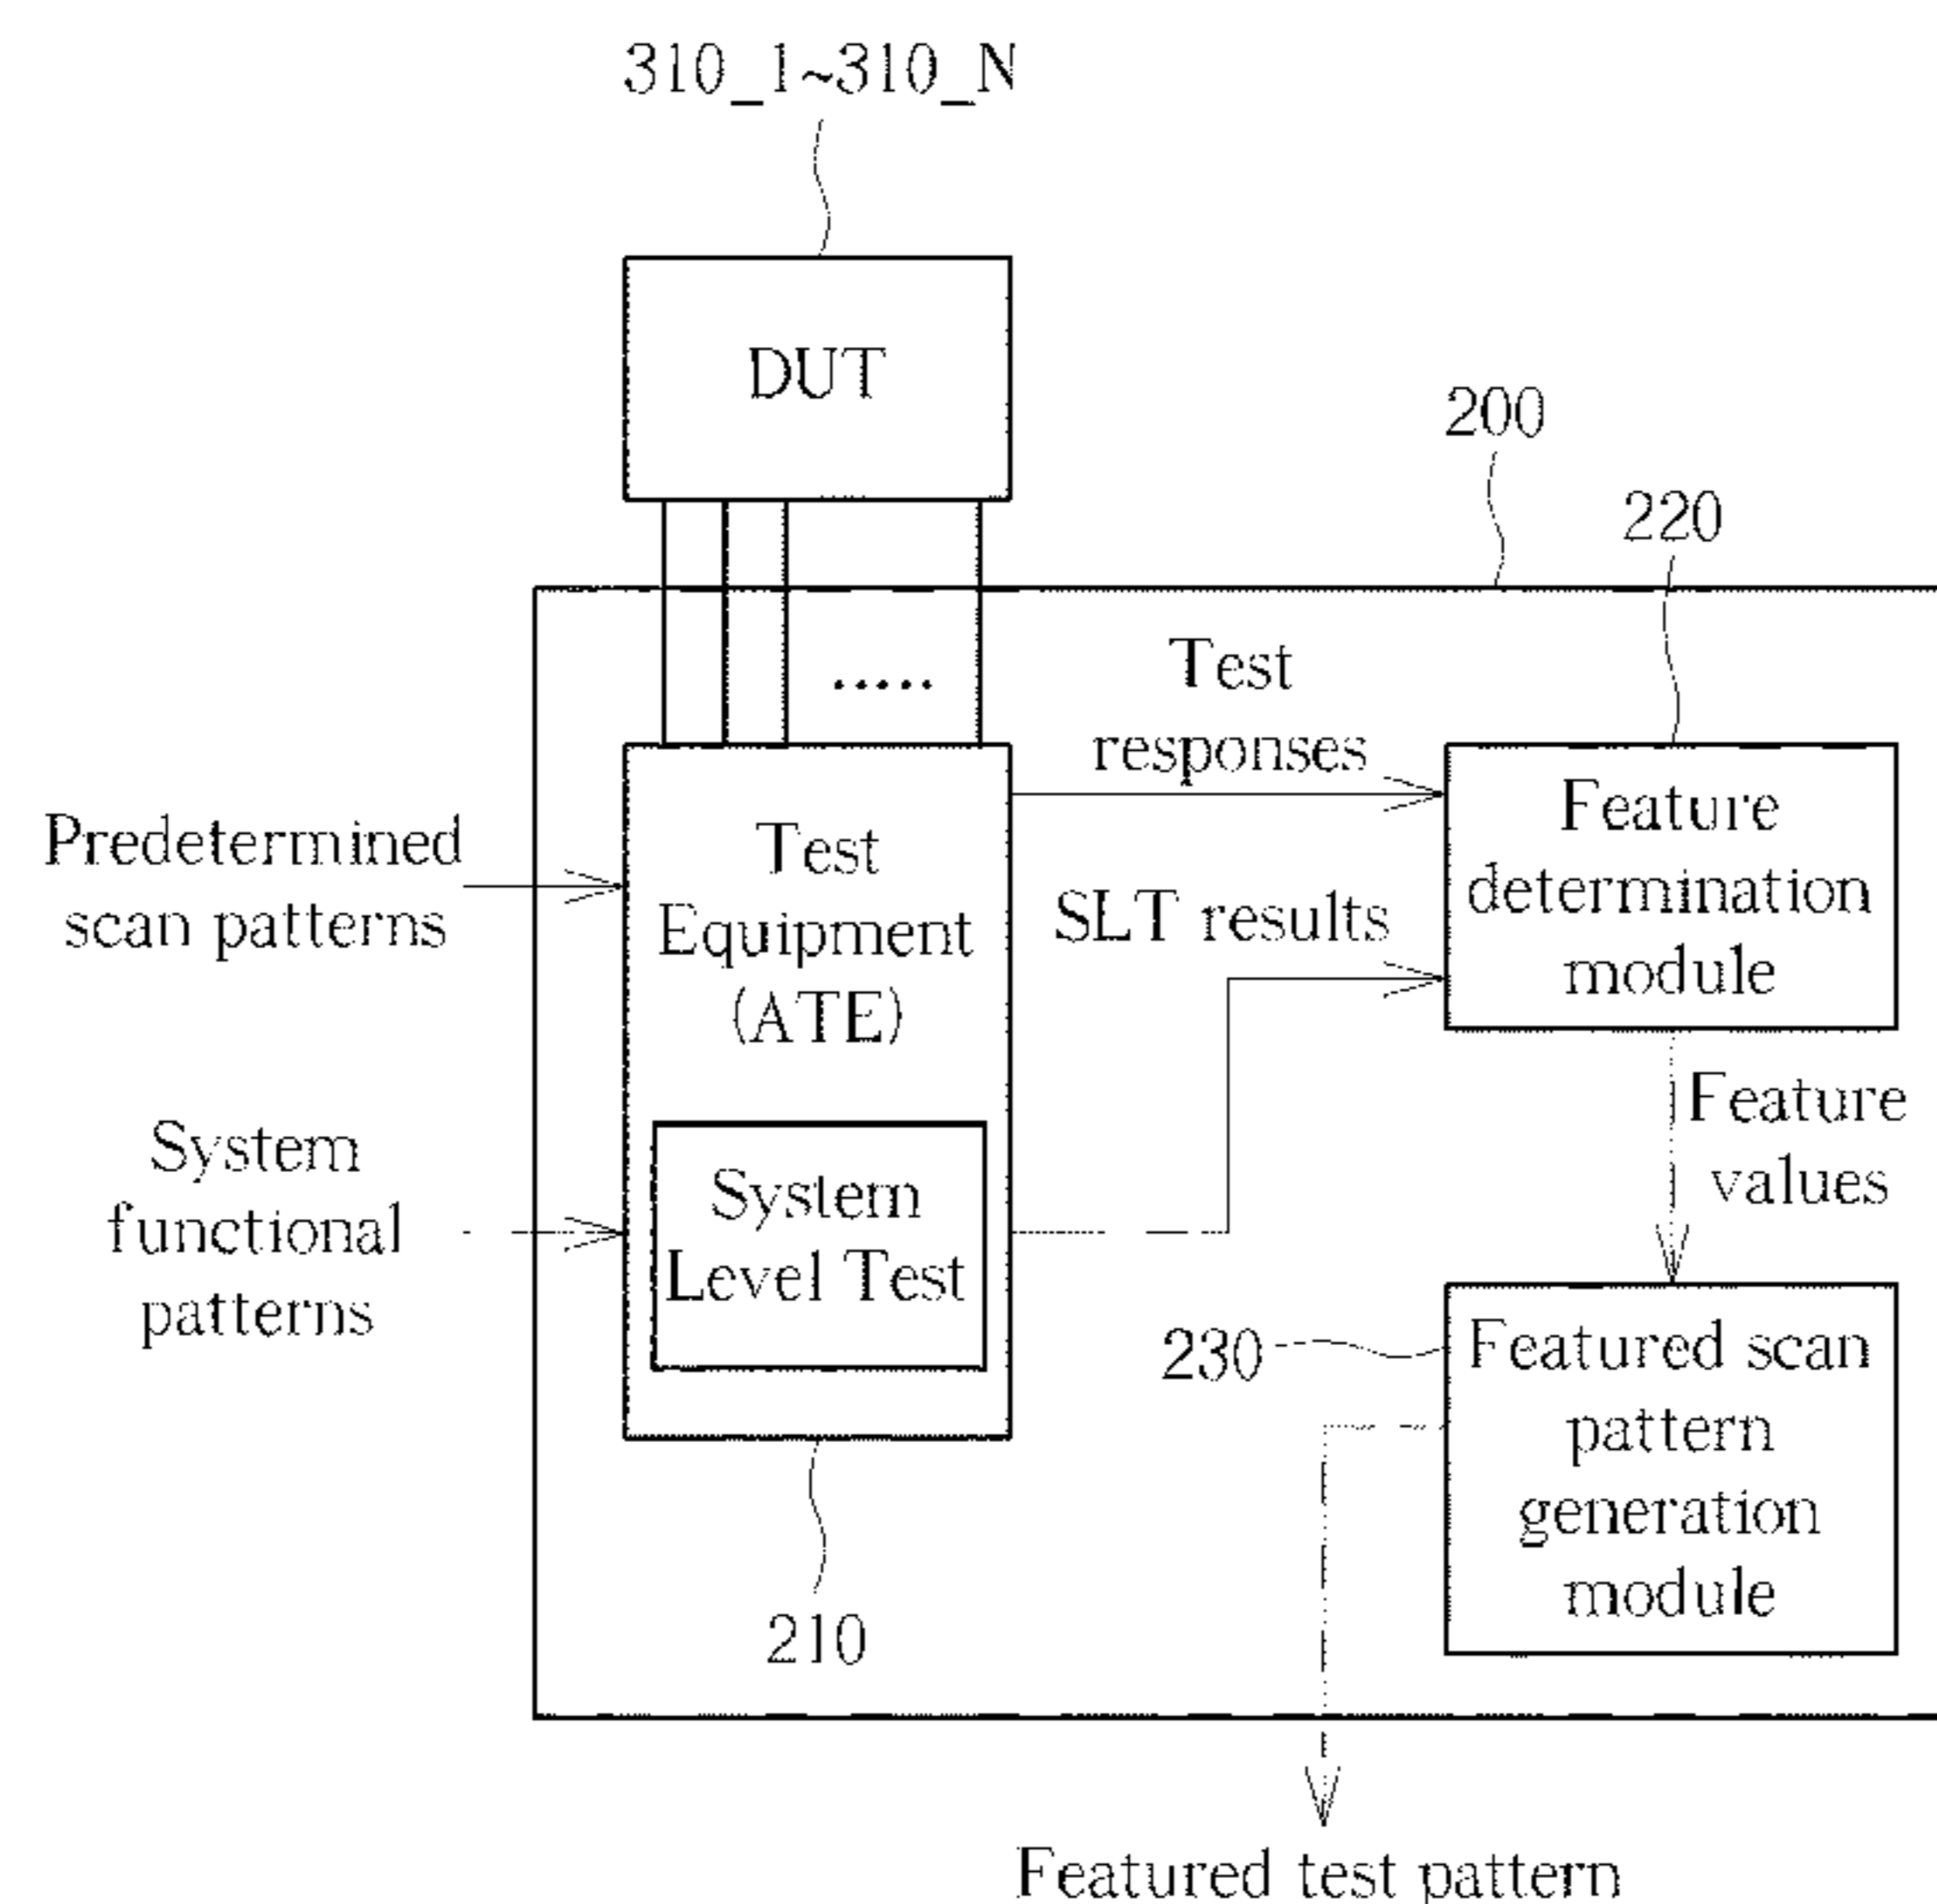 310_1~310_N
DUT
200
220
Test
responses
Predetermined
scan patterns
Test
Equipment
(ATE)
SLT results
Feature
determination
module
System
functional
patterns
System
Level Test
Feature
values
230
Featured scan
pattern
generation
module
210
Featured test pattern